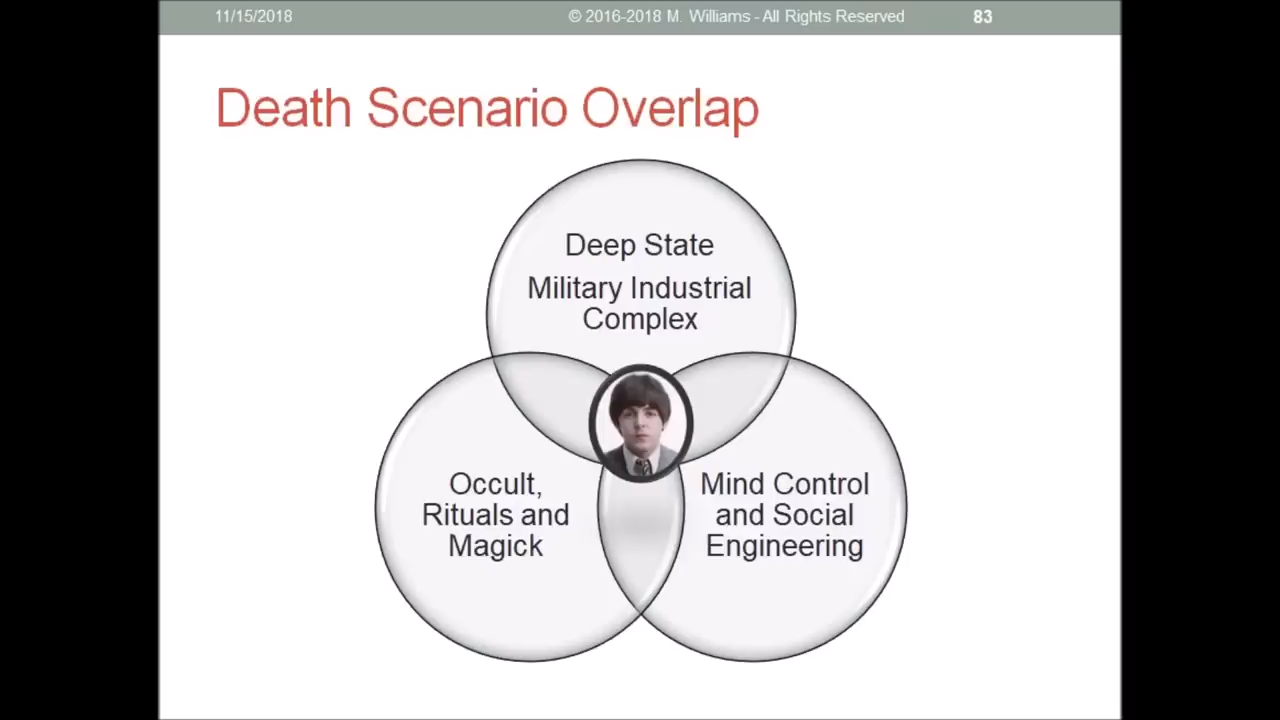 11/15/2018
© 2016-2018 M. Williams - All Rights Reserved
83
Death Scenario Overlap
Deep State
Military Industrial
Complex
Occult,
Rituals and
Magick
Mind Control
and Social
Engineering